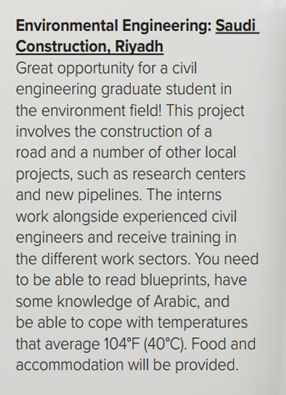 Environmental Engineering: Saudi
Construction, Riyadh
Great opportunity for a civil
engineering graduate student in
the environment field! This project
involves the construction of a
road and a number of other local
projects, such as research centers
and new pipelines. The interns
work alongside experienced civil
engineers and receive training in
the different work sectors. You need
to be able to read blueprints, have
some knowledge of Arabic, and
be able to cope with temperatures
that average 104°F (40°C). Food and
accommodation will be provided.